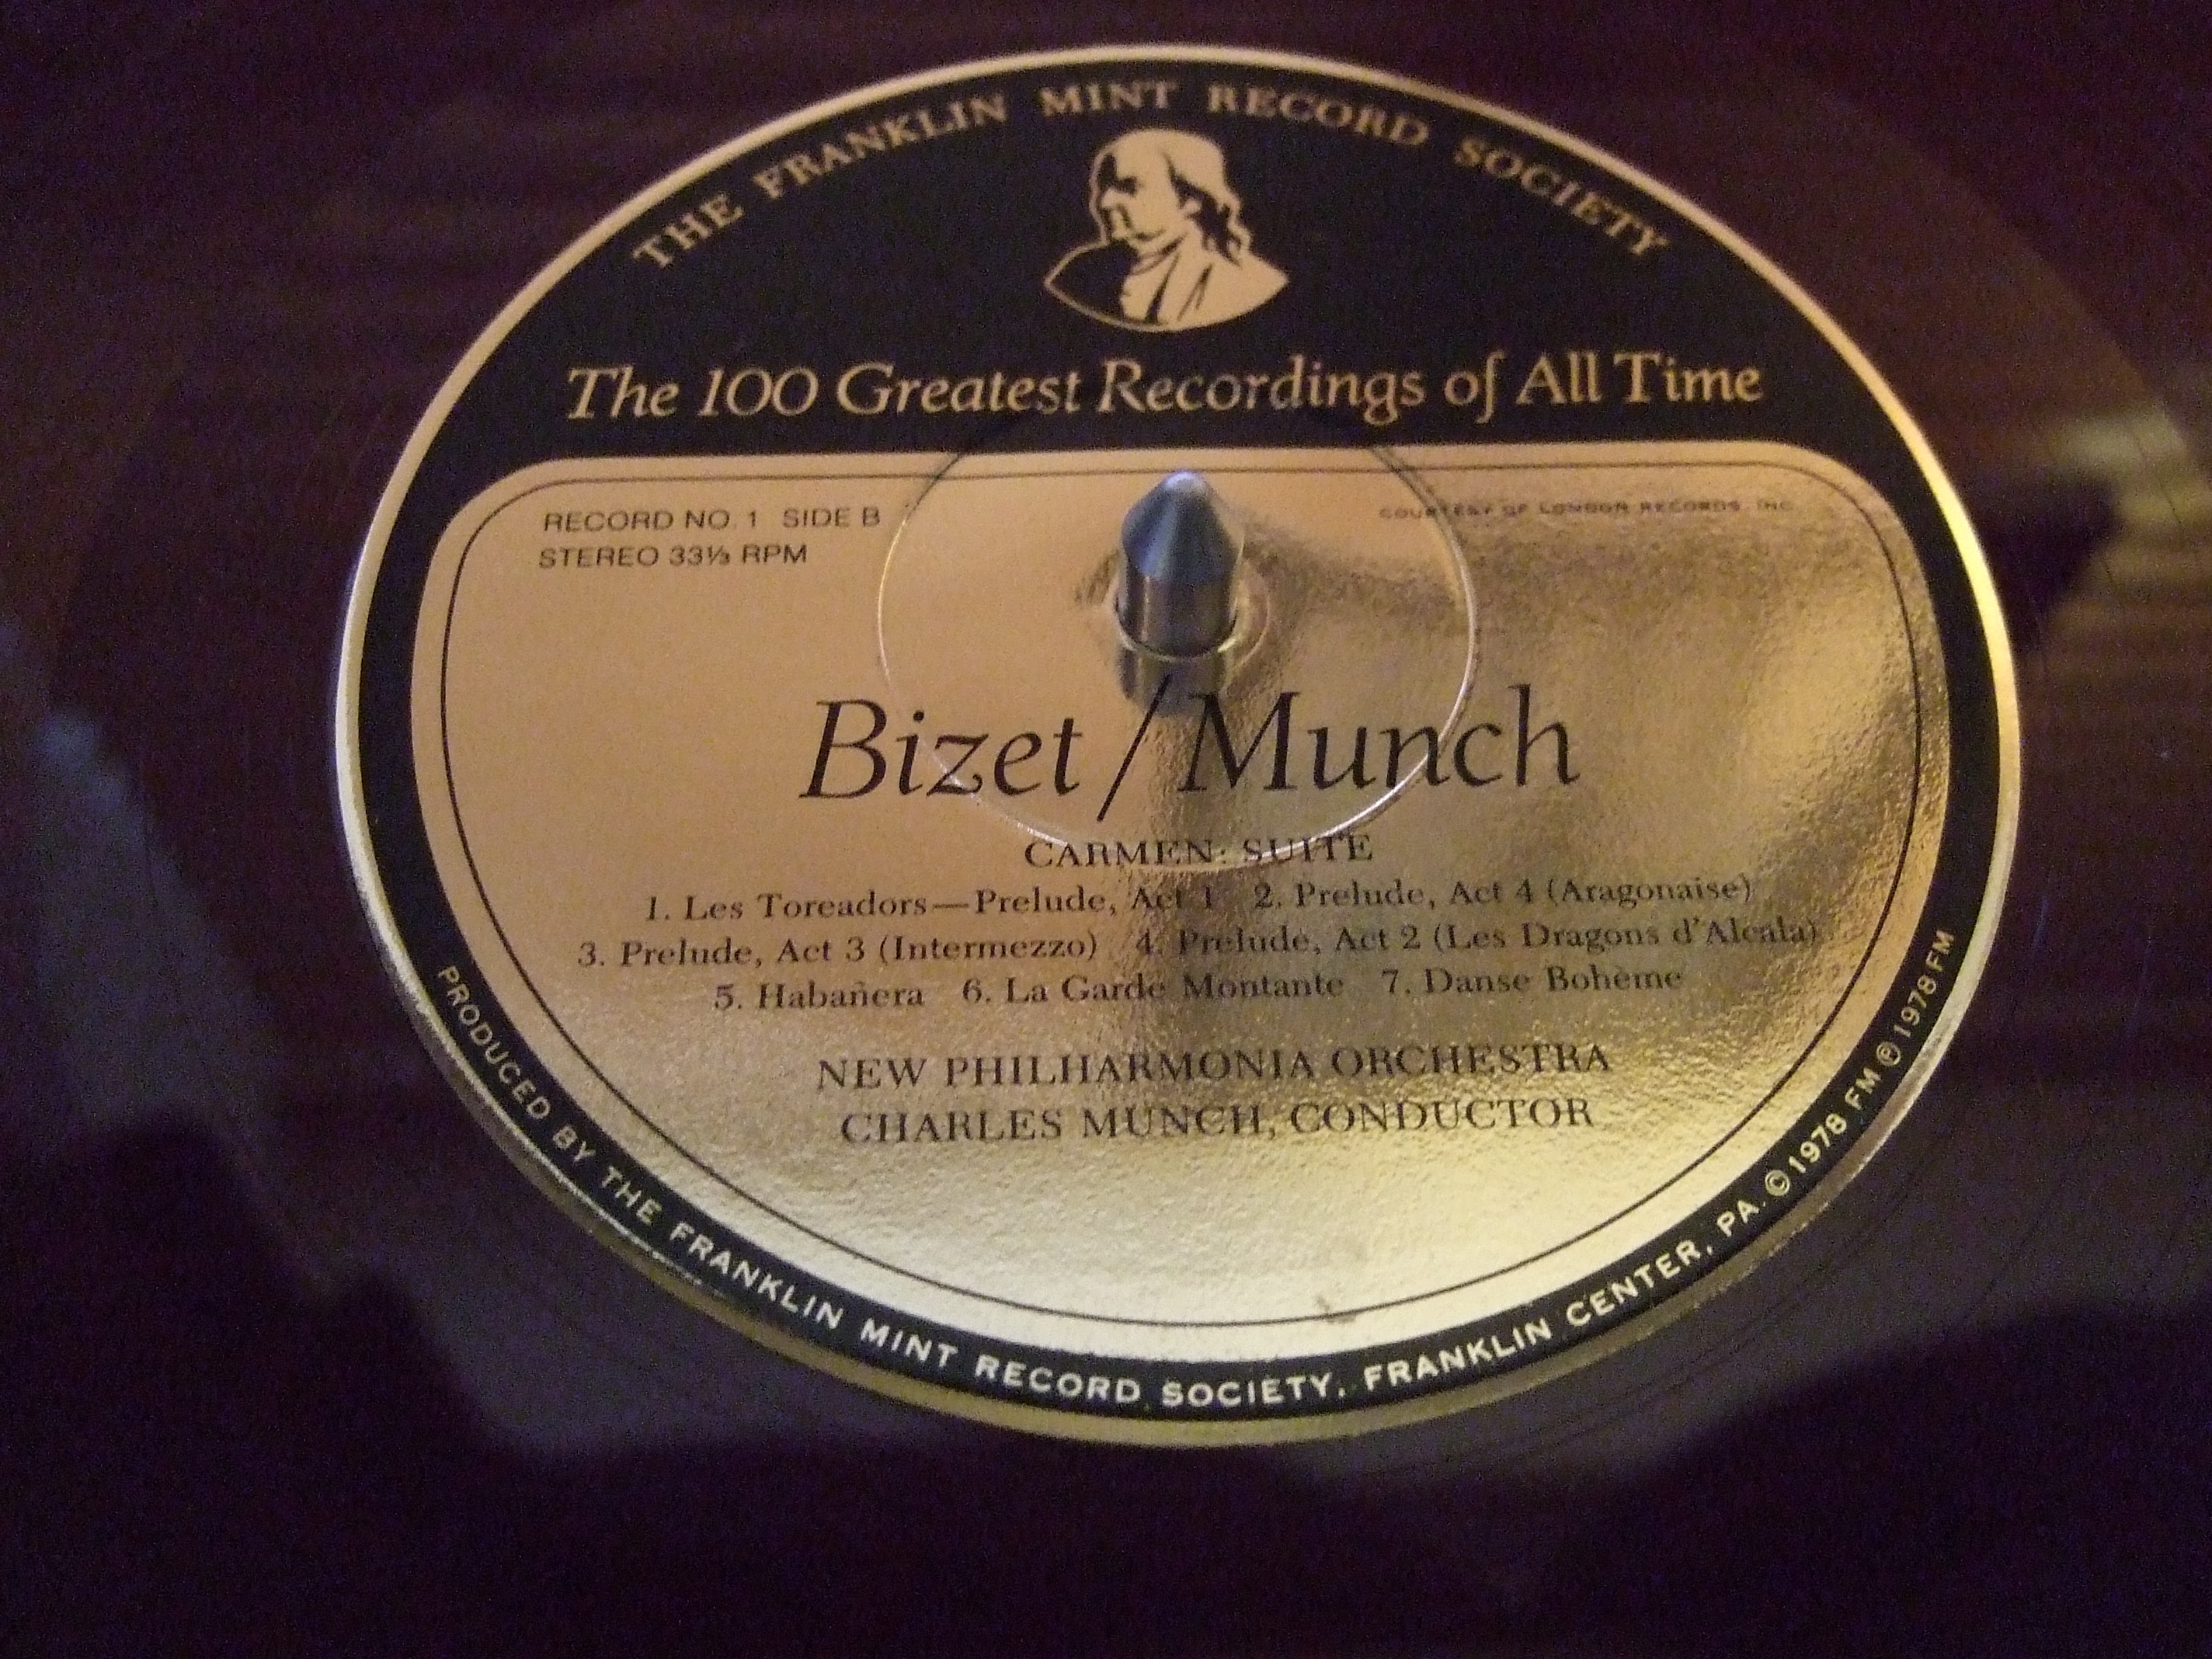 THE FRANKLIN MINT RECORD SOCIETY
The 100 Greatest Recordings of All Time
RECORD NO. 1 SIDE B
STEREO 33⅓ RPM
COURTESY OF LONDON RECORDS, INC.
Bizet/Munch
CARMEN: SUITE
1. Les Toreadors—Prelude, Act 1 2. Prelude, Act 4 (Aragonaise)
3. Prelude, Act 3 (Intermezzo) 4. Prelude, Act 2 (Les Dragons d'Alcala)
5. Habañera 6. La Garde Montante 7. Danse Bohème
NEW PHILHARMONIA ORCHESTRA
CHARLES MUNCH, CONDUCTOR
PRODUCED BY THE FRANKLIN MINT RECORD SOCIETY, FRANKLIN CENTER, PA. © 1978 FM ℗ 1978 FM